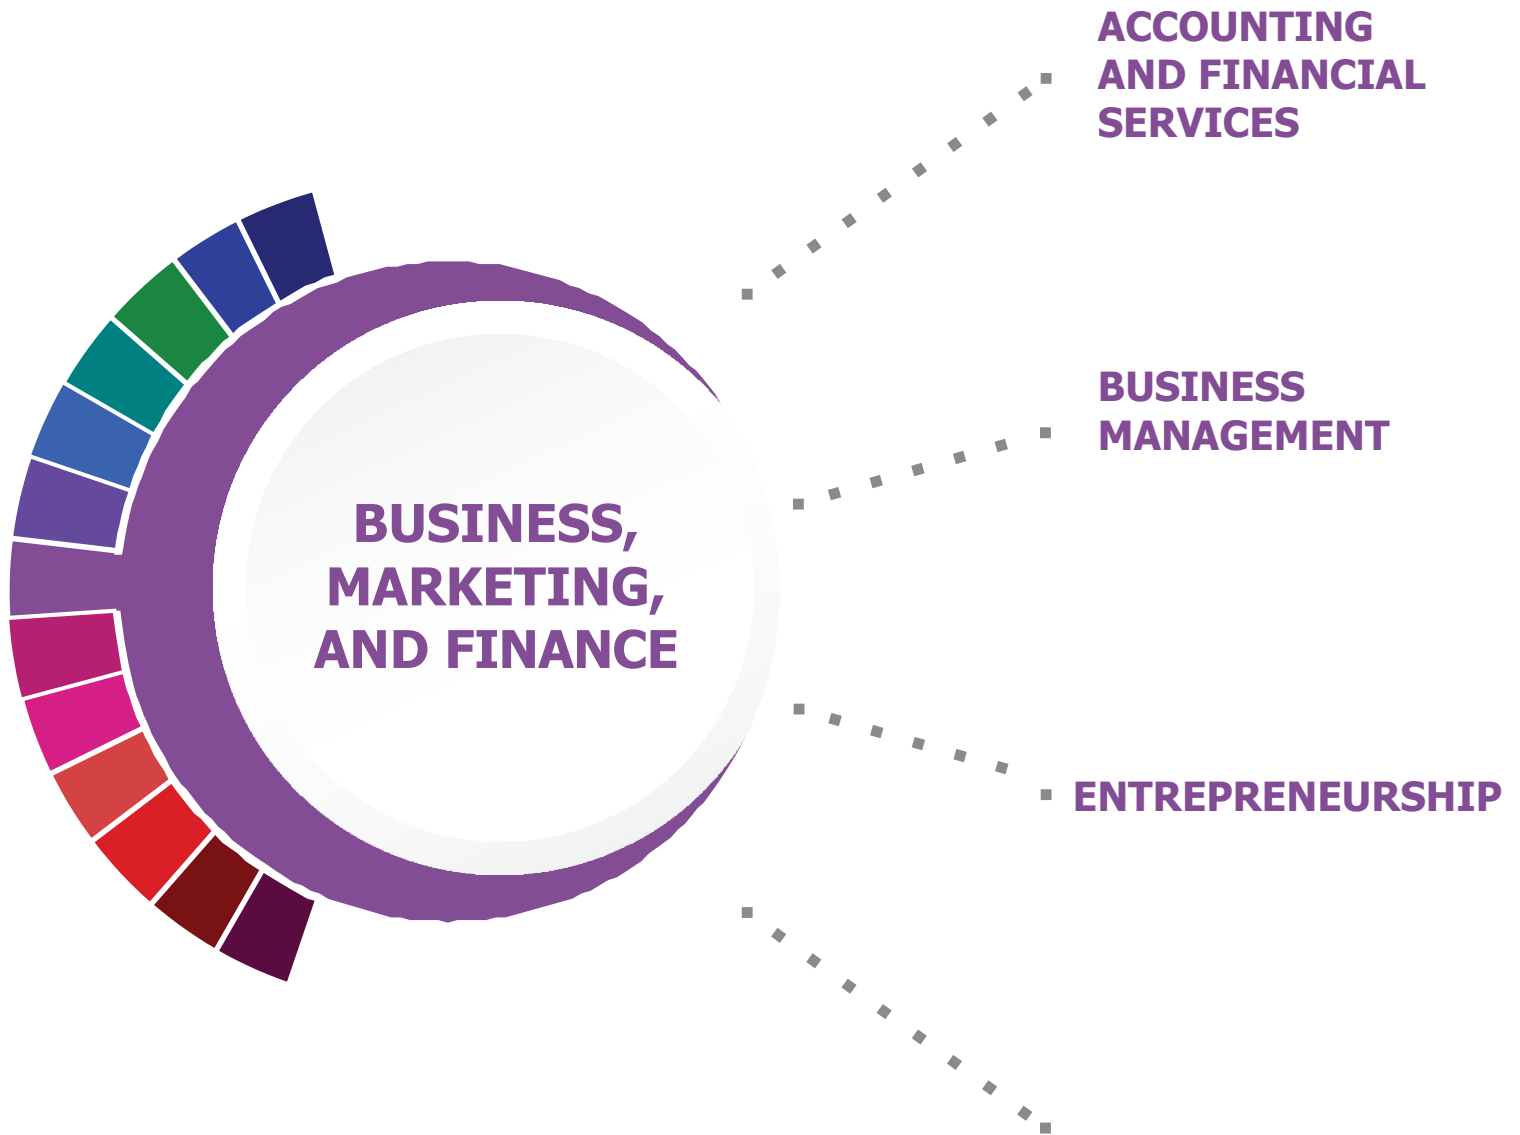 ACCOUNTING
AND FINANCIAL
SERVICES
BUSINESS
MANAGEMENT
BUSINESS,
MARKETING,
AND FINANCE
ENTREPRENEURSHIP